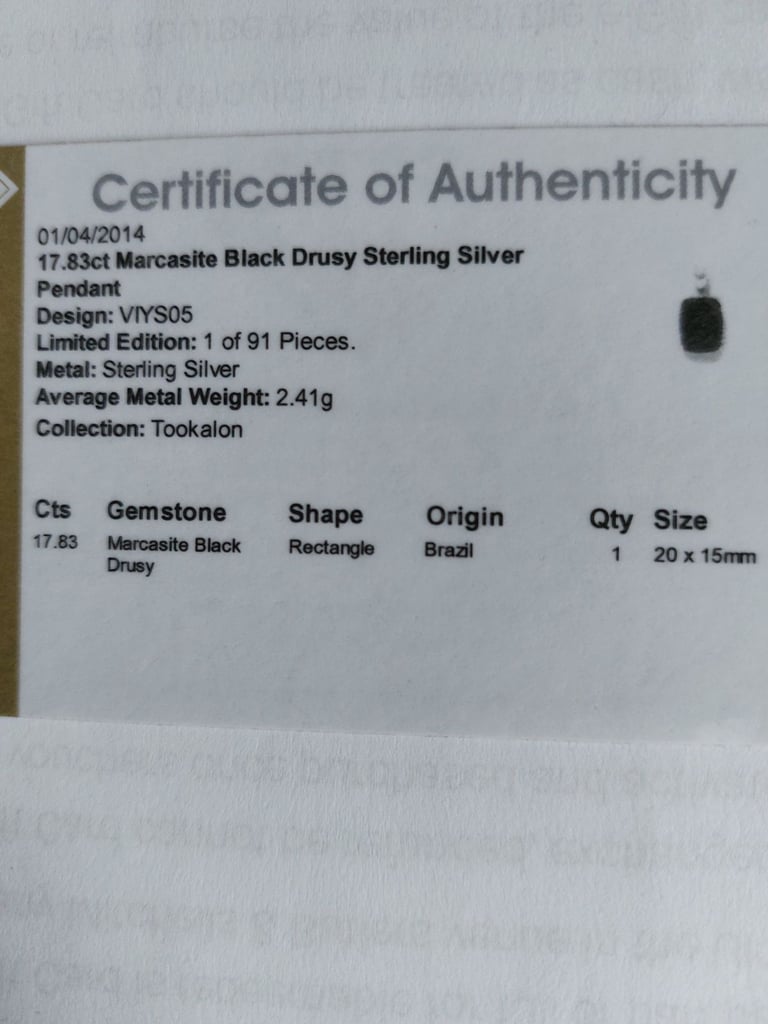 Certificate of Authenticity
01/04/2014
17.83ct Marcasite Black Drusy Sterling Silver
Pendant
Design: VIYS05
Limited Edition: 1 of 91 Pieces.
Metal: Sterling Silver
Average Metal Weight: 2.41g
Collection: Tookalon
Cts Gemstone Shape Origin Qty Size
17.83 Marcasite Black Rectangle Brazil 1 20 x 15mm
Drusy